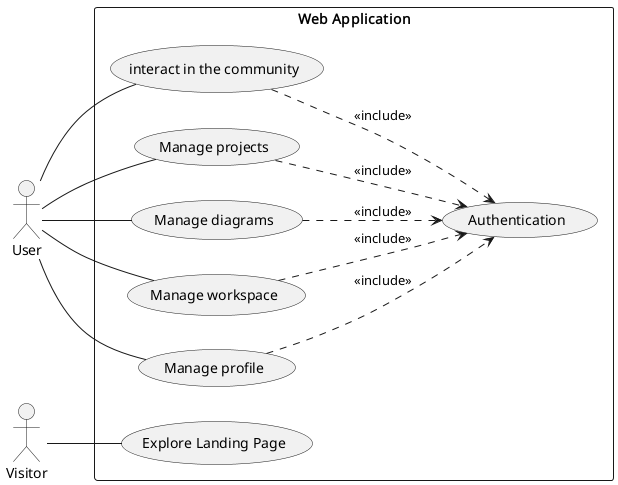 Web Application
interact in the community
«include»
Manage projects
«include»
User
Manage diagrams
«include»
Authentication
«include»
Manage workspace
«include»
Manage profile
Visitor
Explore Landing Page